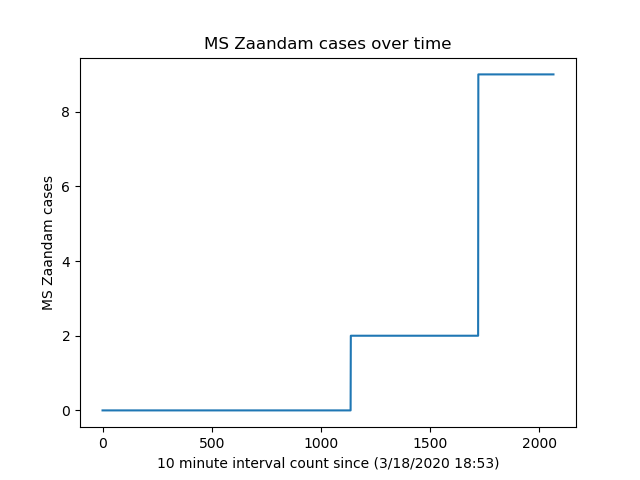 MS Zaandam cases over time
MS Zaandam cases
8
6
4
2
0
0 500 1000 1500 2000
10 minute interval count since (3/18/2020 18:53)